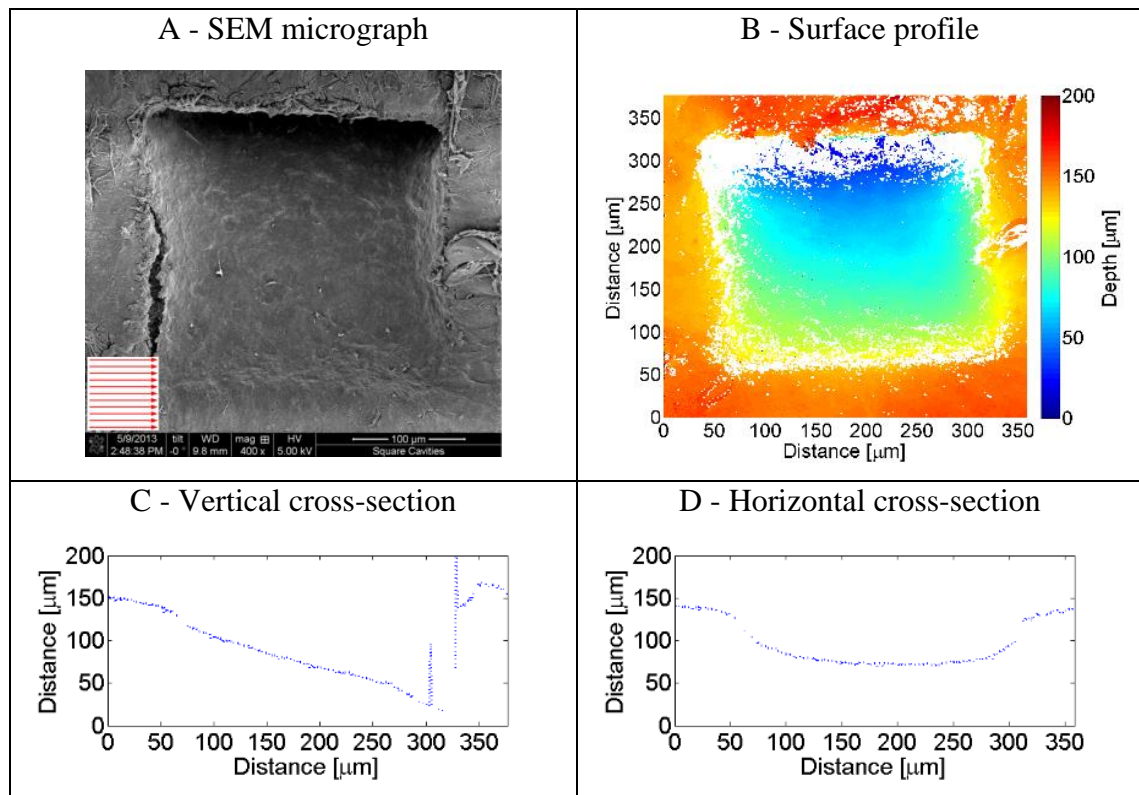 A - SEM micrograph
5/9/2013 tilt WD mag HV 100 µm
2:48:38 PM -0° 9.8 mm 400 x 5.00 kV Square Cavities
B - Surface profile
350
300
250
200
150
100
50
0
Distance [µm]
0 50 100 150 200 250 300 350
Distance [µm]
200
150
100
50
0
Depth [µm]
C - Vertical cross-section
200
150
100
50
0
Distance [µm]
0 50 100 150 200 250 300 350
Distance [µm]
D - Horizontal cross-section
200
150
100
50
0
Distance [µm]
0 50 100 150 200 250 300 350
Distance [µm]